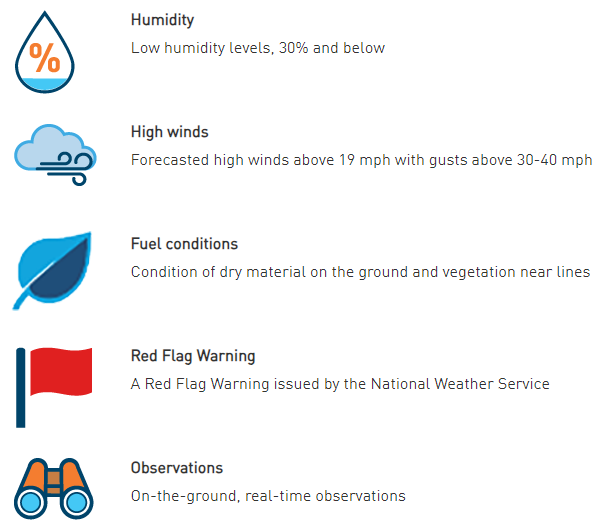 Humidity
%
Low humidity levels, 30% and below
High winds
Forecasted high winds above 19 mph with gusts above 30-40 mph
Fuel conditions
Condition of dry material on the ground and vegetation near lines
Red Flag Warning
A Red Flag Warning issued by the National Weather Service
Observations
On-the-ground, real-time observations